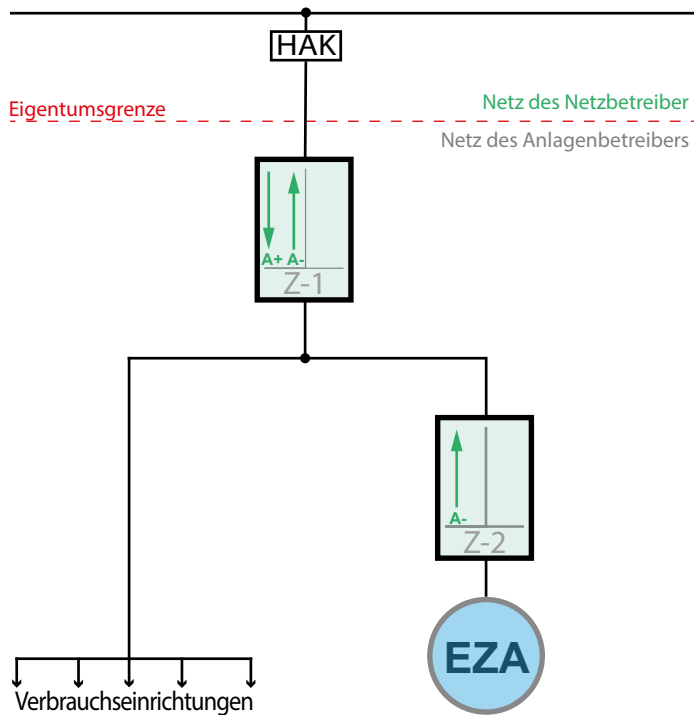 HAK
Eigentumsgrenze
Netz des Netzbetreiber
Netz des Anlagenbetreibers
A+ A-
Z-1
A-
Z-2
EZA
Verbrauchseinrichtungen